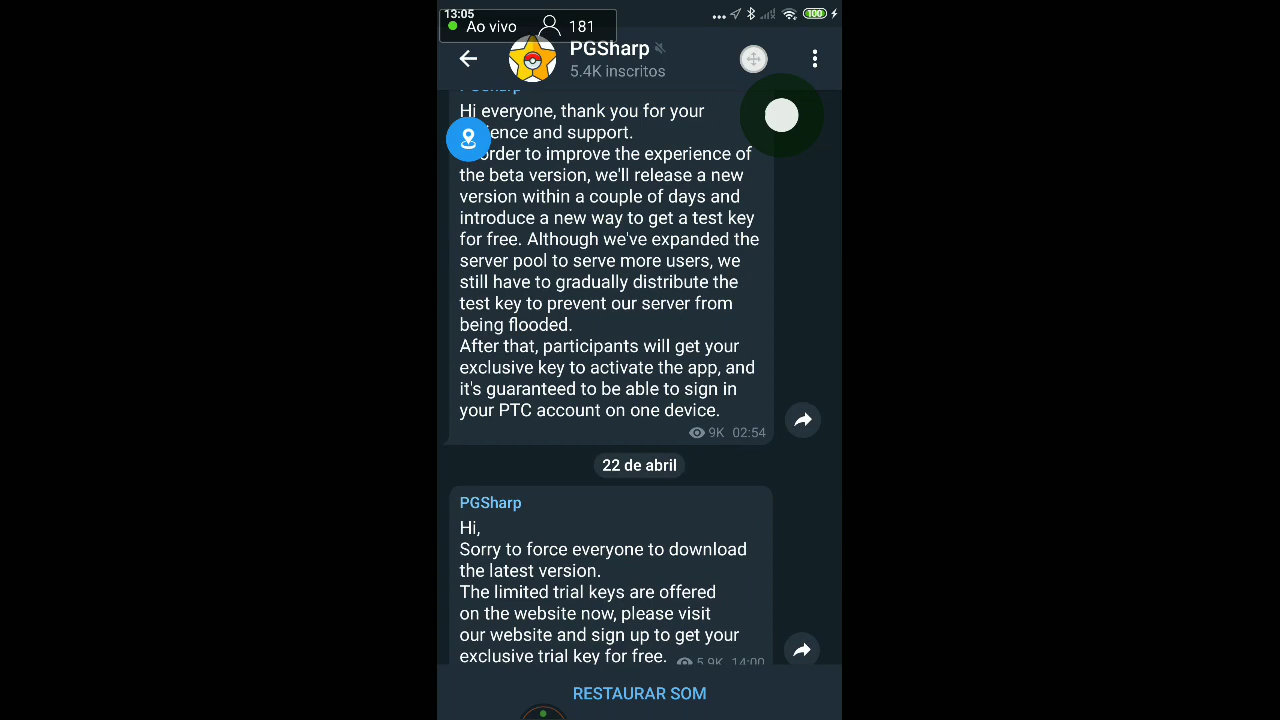 13:05
100
Ao vivo 181
PGSharp
5.4K inscritos
PGSharp
Hi everyone, thank you for your
ience and support.
order to improve the experience of
the beta version, we'll release a new
version within a couple of days and
introduce a new way to get a test key
for free. Although we've expanded the
server pool to serve more users, we
still have to gradually distribute the
test key to prevent our server from
being flooded.
After that, participants will get your
exclusive key to activate the app, and
it's guaranteed to be able to sign in
your PTC account on one device.
9K 02:54
22 de abril
PGSharp
Hi,
Sorry to force everyone to download
the latest version.
The limited trial keys are offered
on the website now, please visit
our website and sign up to get your
exclusive trial key for free. 5.9K 14:00
RESTAURAR SOM